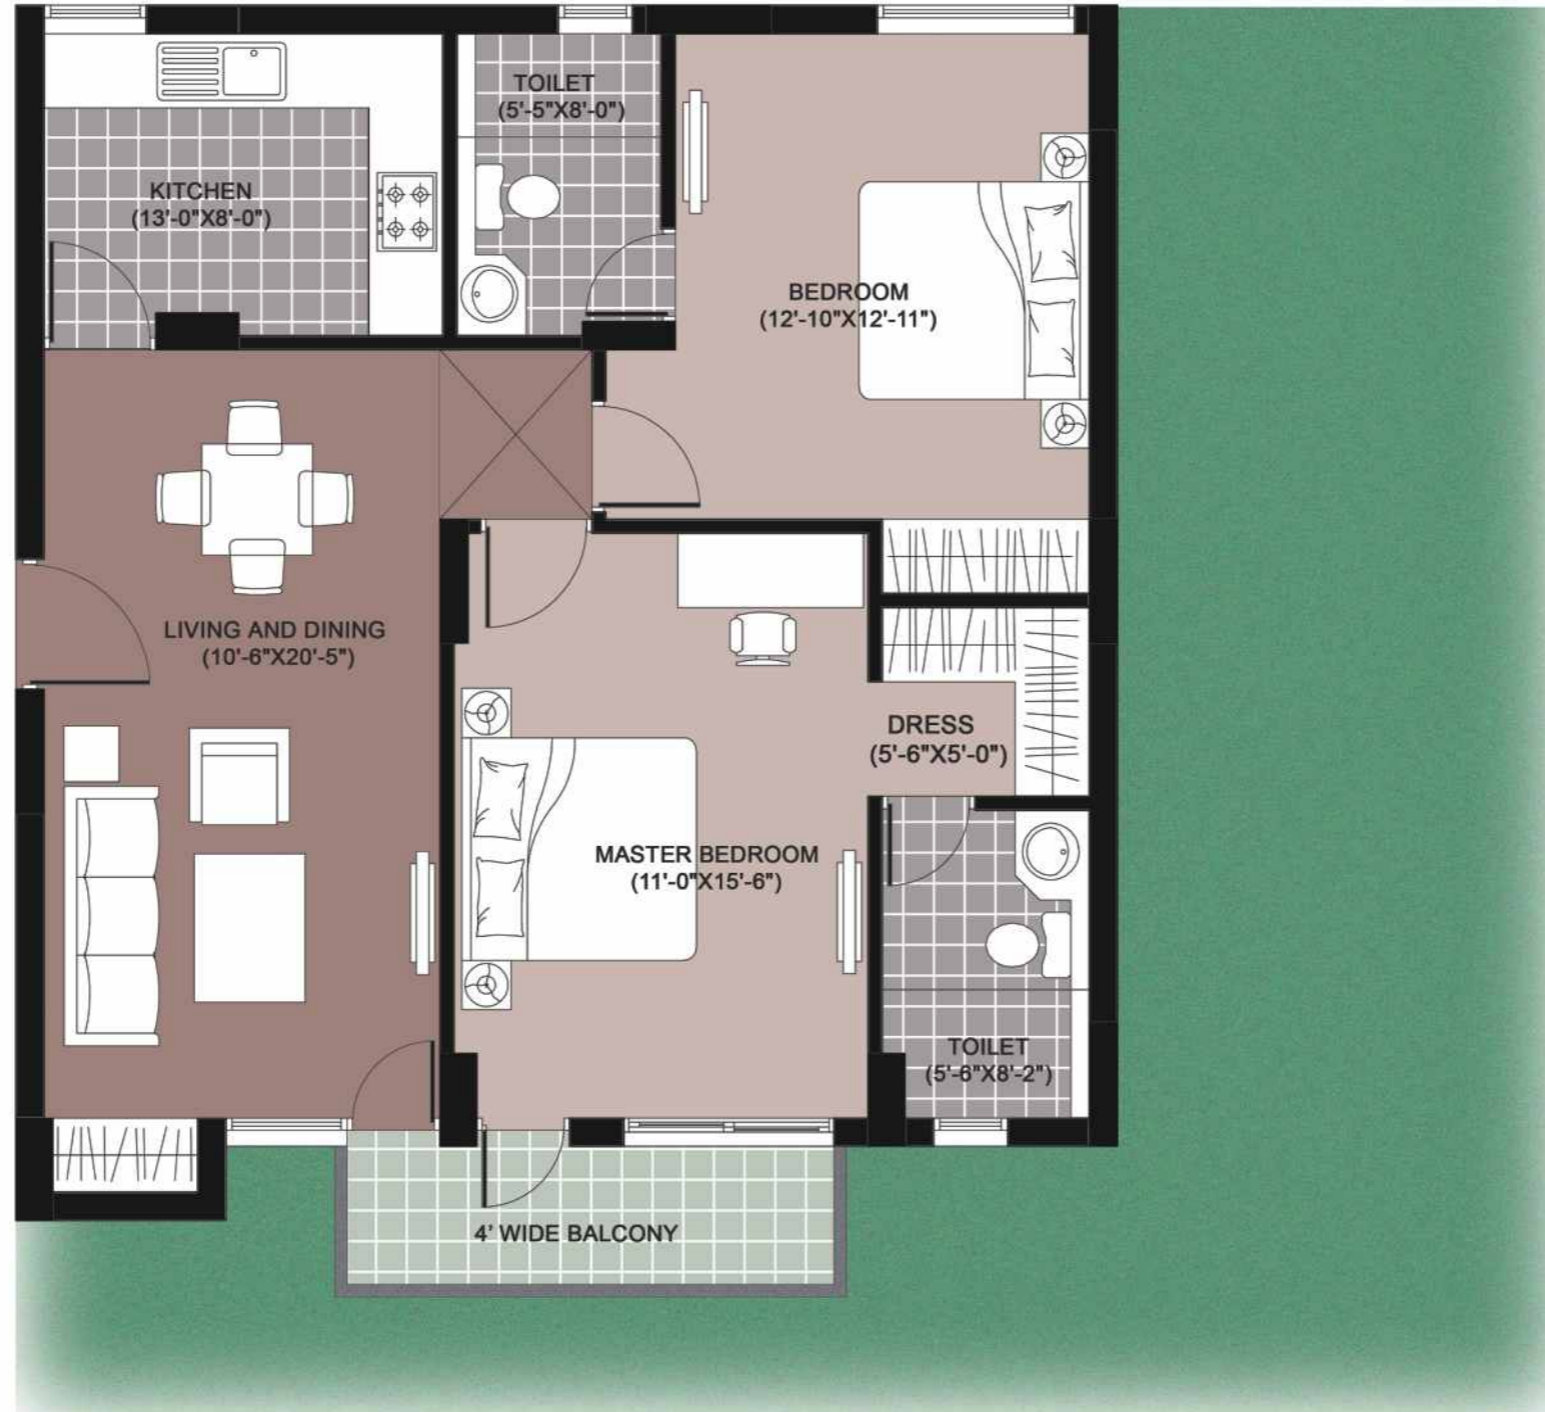 TOILET
(5'-5"X8'-0")
KITCHEN
(13'-0"X8'-0")
BEDROOM
(12'-10"X12'-11")
LIVING AND DINING
(10'-6"X20'-5")
DRESS
(5'-6"X5'-0")
MASTER BEDROOM
(11'-0"X15'-6")
TOILET
(5'-6"X8'-2")
4' WIDE BALCONY